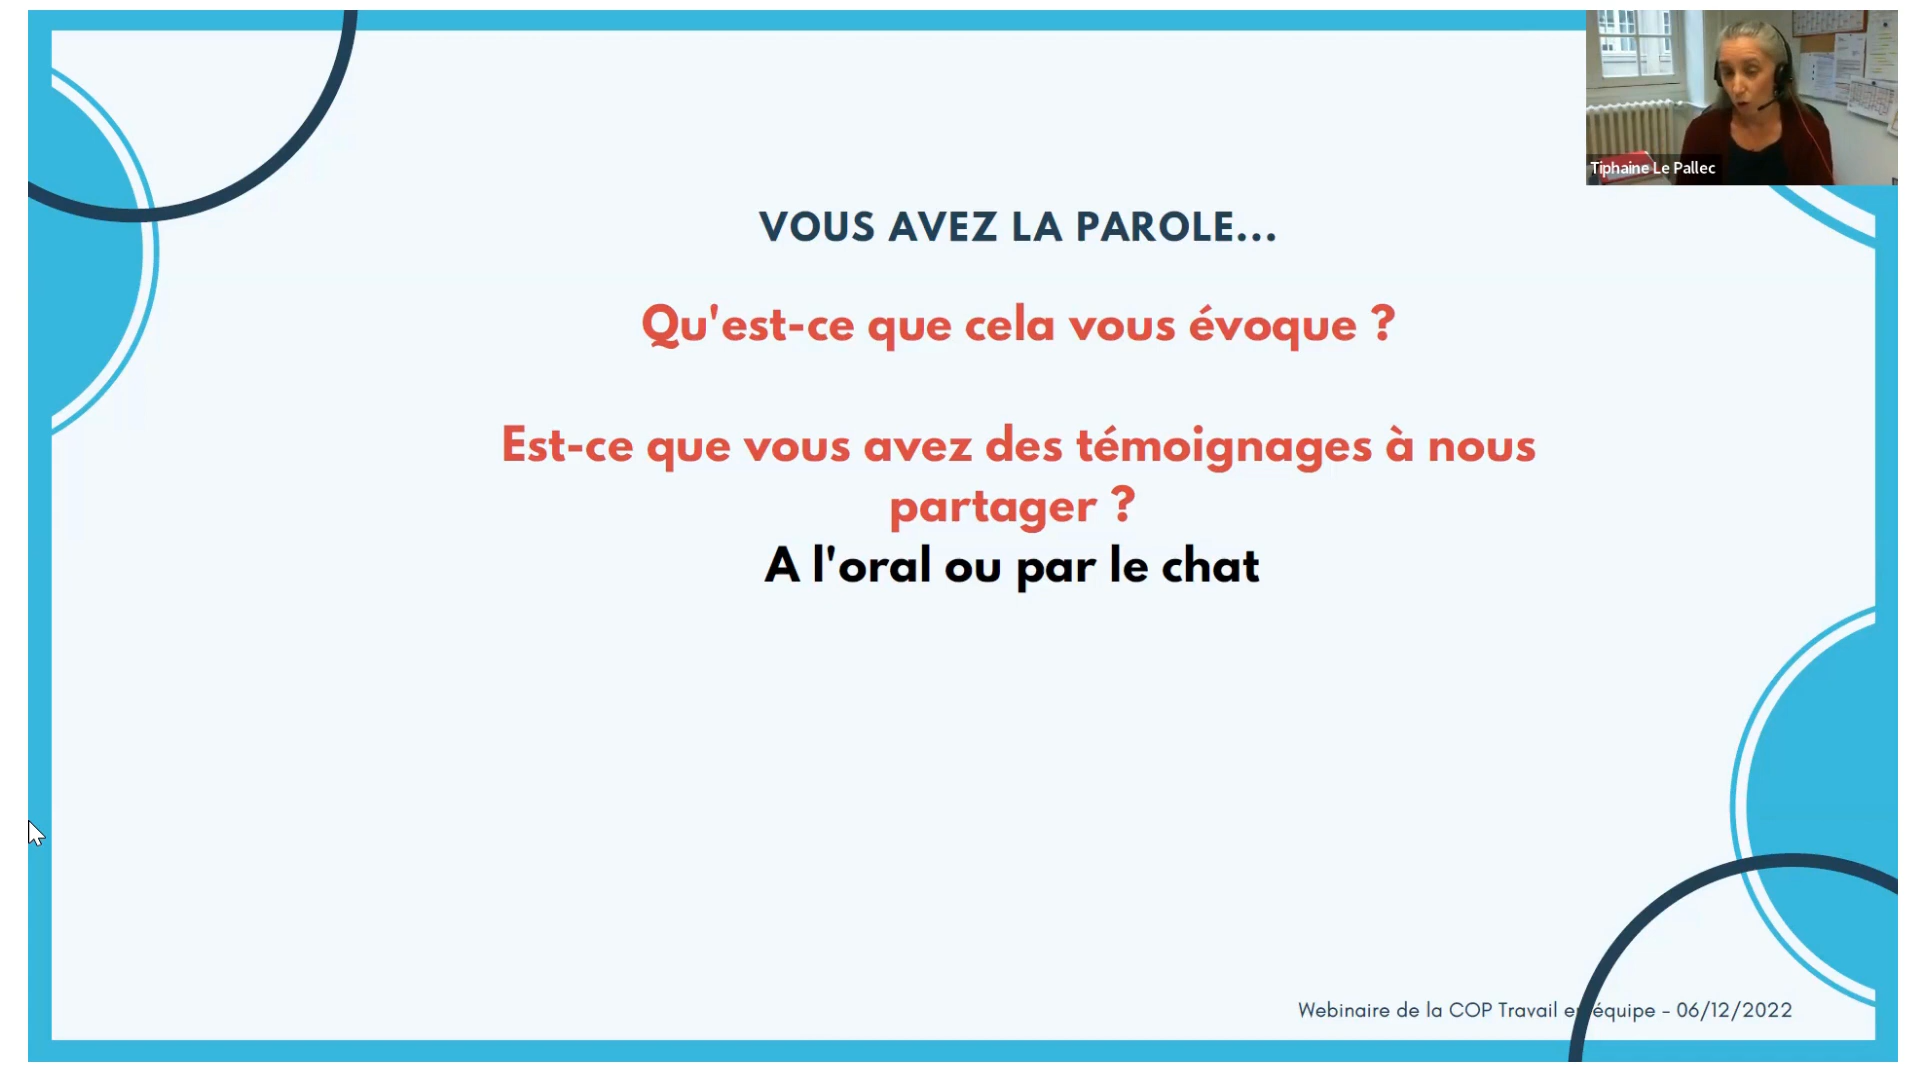 Tiphaine Le Pallec
VOUS AVEZ LA PAROLE...
Qu'est-ce que cela vous évoque ?
Est-ce que vous avez des témoignages à nous
partager ?
A l'oral ou par le chat
Webinaire de la COP Travail en équipe - 06/12/2022